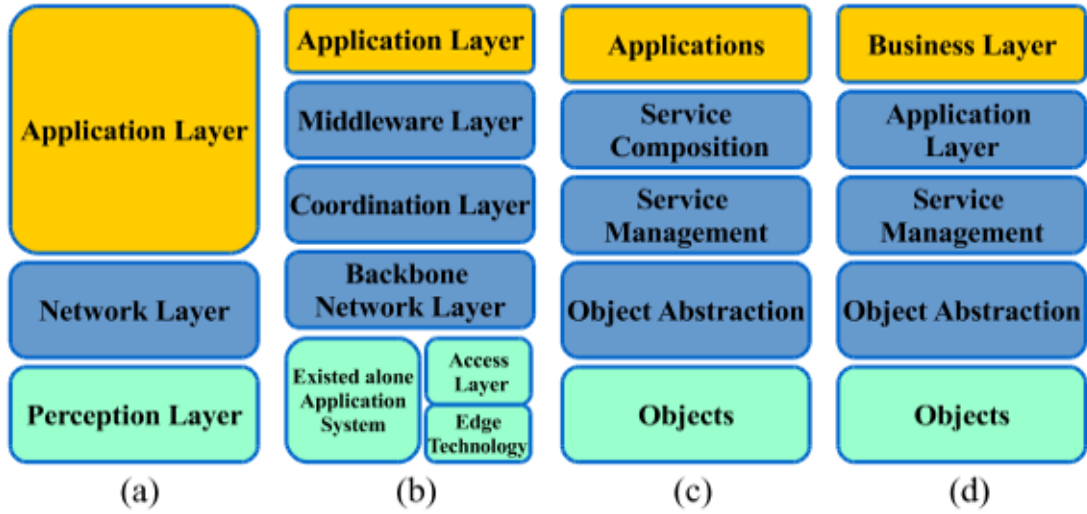 Application Layer
Network Layer
Perception Layer
(a)
Application Layer
Middleware Layer
Coordination Layer
Backbone
Network Layer
Existed alone
Application
System
Access
Layer
Edge
Technology
(b)
Applications
Service
Composition
Service
Management
Object Abstraction
Objects
(c)
Business Layer
Application
Layer
Service
Management
Object Abstraction
Objects
(d)